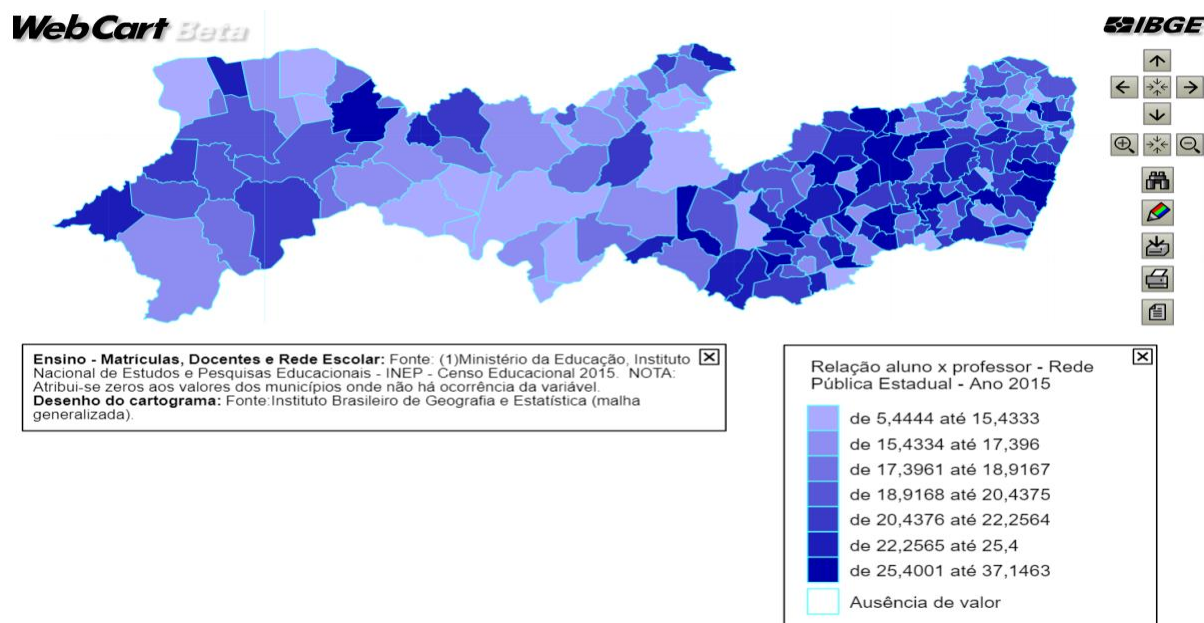 WebCart Beta
IBGE
Ensino - Matrículas, Docentes e Rede Escolar: Fonte: (1)Ministério da Educação, Instituto
Nacional de Estudos e Pesquisas Educacionais - INEP - Censo Educacional 2015. NOTA:
Atribui-se zeros aos valores dos municípios onde não há ocorrência da variável.
Desenho do cartograma: Fonte:Instituto Brasileiro de Geografia e Estatística (malha
generalizada).
Relação aluno x professor - Rede
Pública Estadual - Ano 2015
de 5,4444 até 15,4333
de 15,4334 até 17,396
de 17,3961 até 18,9167
de 18,9168 até 20,4375
de 20,4376 até 22,2564
de 22,2565 até 25,4
de 25,4001 até 37,1463
Ausência de valor